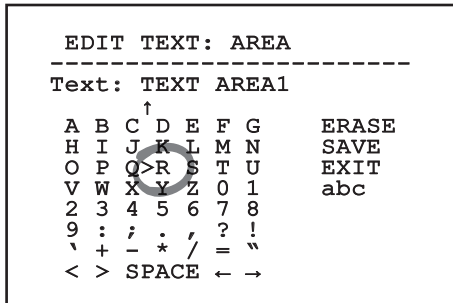 EDIT TEXT: AREA
------------------------
Text: TEXT AREA1
↑
A B C D E F G ERASE
H I J K L M N SAVE
O P Q>R S T U EXIT
V W X Y Z 0 1 abc
2 3 4 5 6 7 8
9 : ; . , ? !
‵ + - * / = ‶
< > SPACE ← →